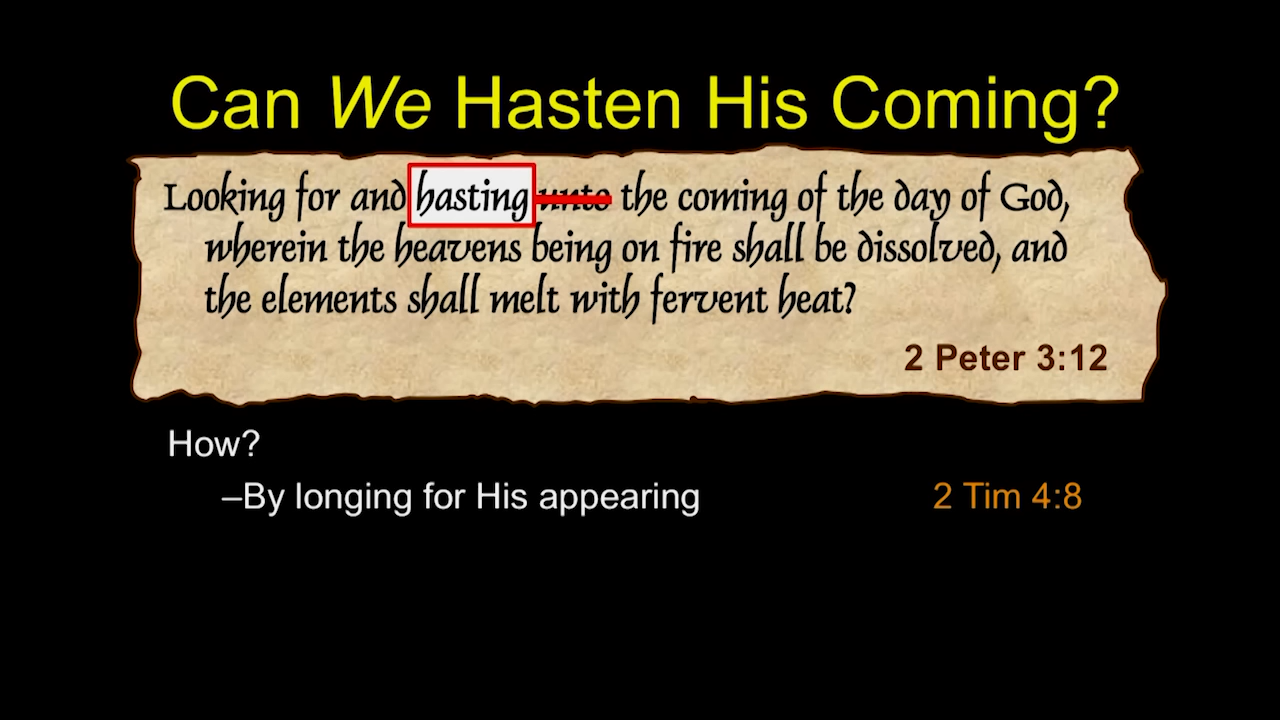 Can We Hasten His Coming?
Looking for and hasting unto the coming of the day of God,
wherein the heavens being on fire shall be dissolved, and
the elements shall melt with fervent heat?
2 Peter 3:12
How?
–By longing for His appearing 2 Tim 4:8